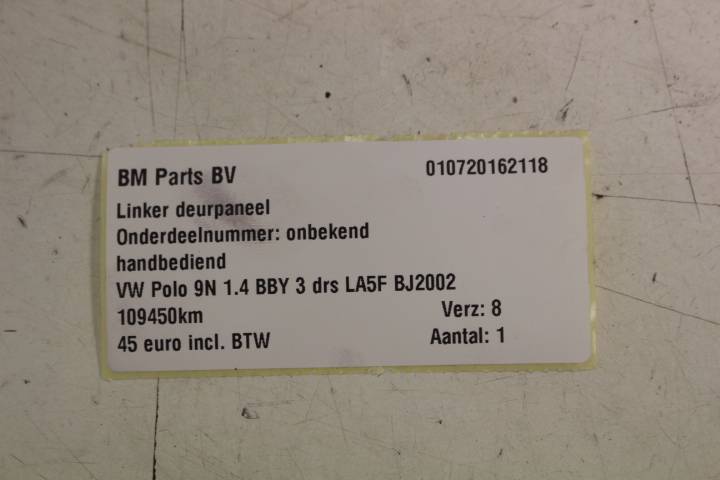 BM Parts BV 010720162118
Linker deurpaneel
Onderdeelnummer: onbekend
handbediend
VW Polo 9N 1.4 BBY 3 drs LA5F BJ2002
109450km Verz: 8
45 euro incl. BTW Aantal: 1